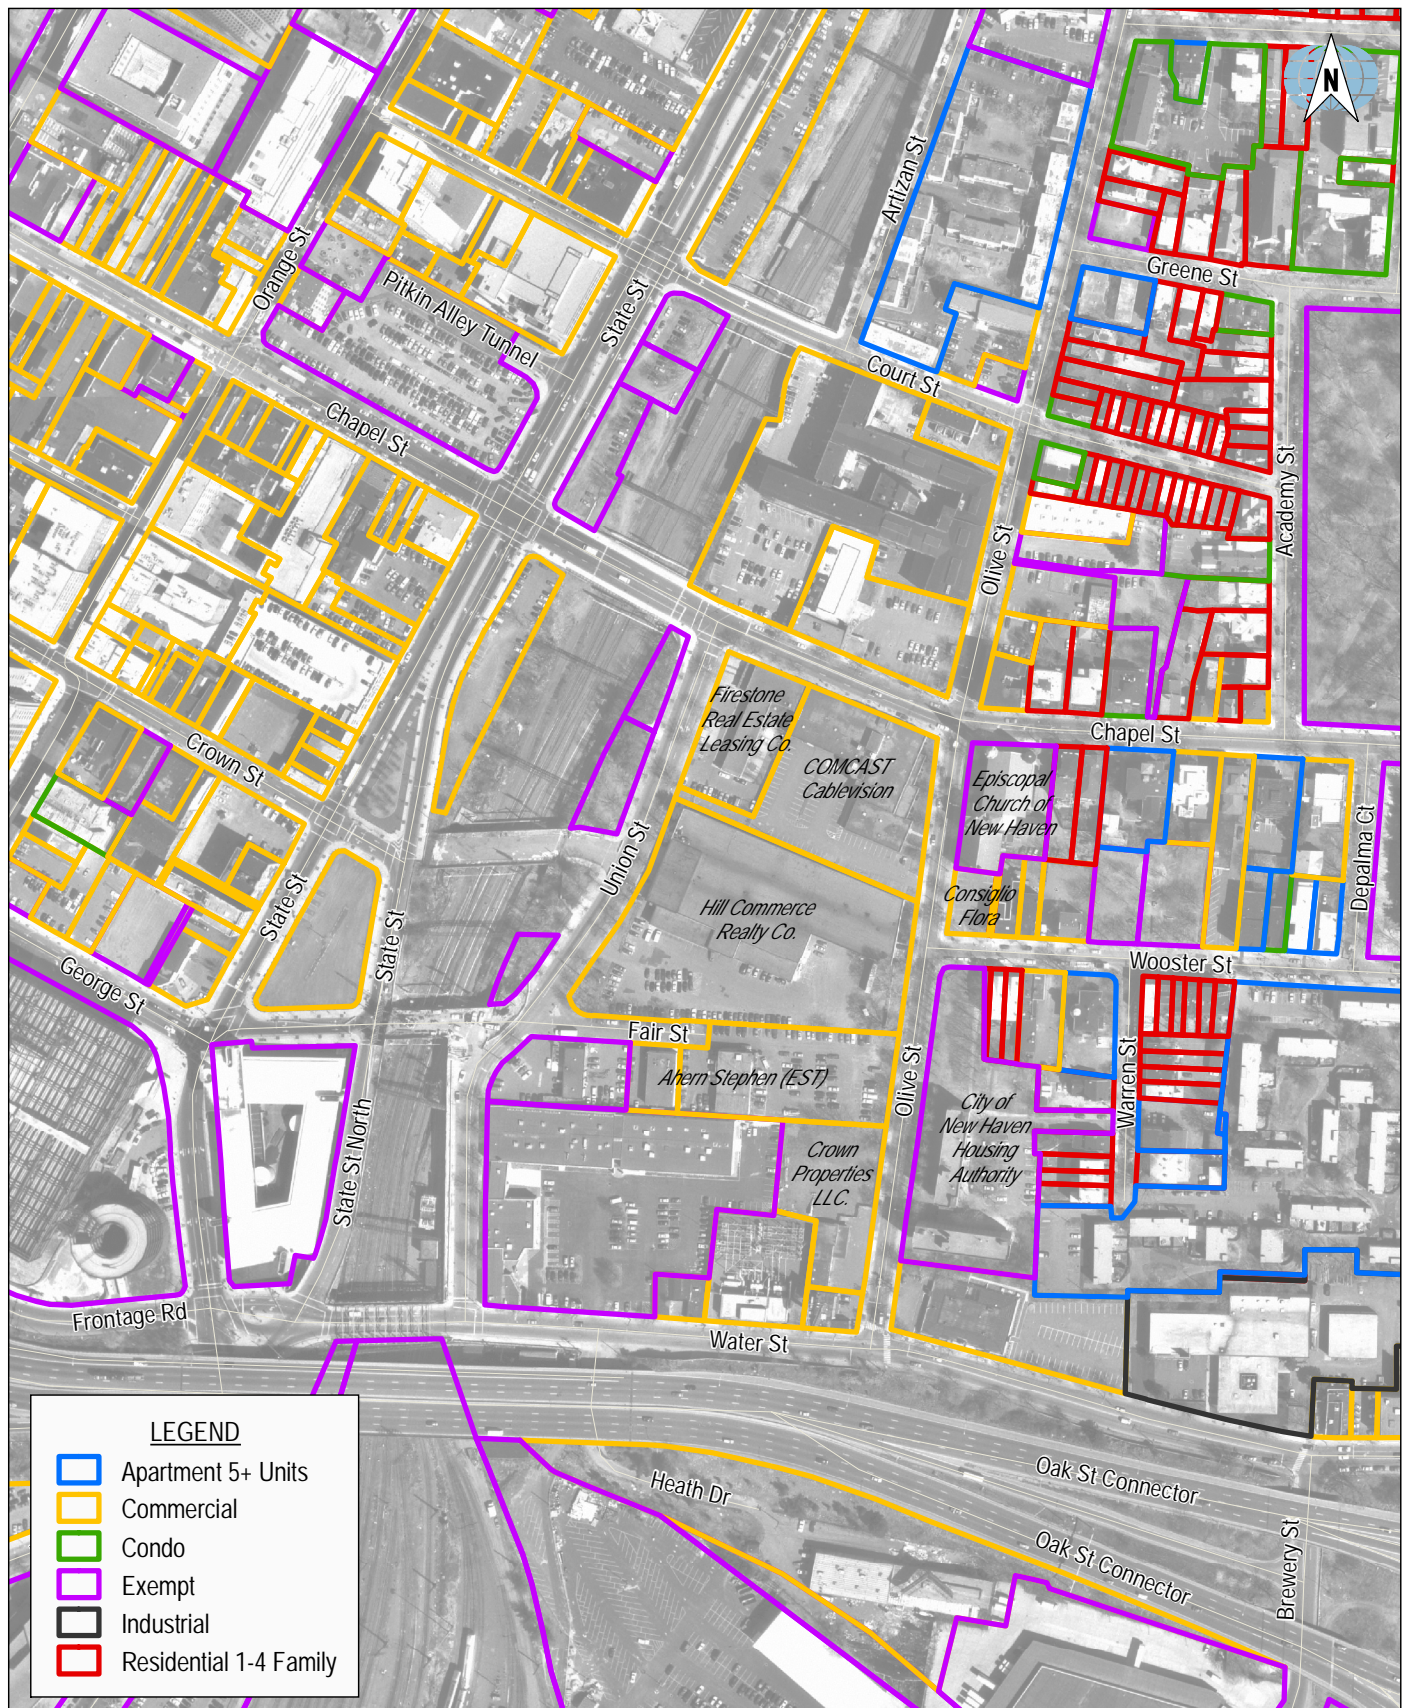 N
Artizan St
Greene St
Orange St
Pitkin Alley Tunnel
State St
Court St
Chapel St
Academy St
Olive St
Firestone
Real Estate
Leasing Co.
COMCAST
Cablevision
Chapel St
Episcopal
Church of
New Haven
Crown St
Union St
Depalma Ct
Consiglio
Flora
Hill Commerce
Realty Co.
State St
State St
Wooster St
George St
Fair St
Ahern Stephen (EST)
Olive St
Warren St
City of
New Haven
Housing
Authority
State St North
Crown
Properties
LLC.
Frontage Rd
Water St
LEGEND
Apartment 5+ Units
Commercial
Condo
Exempt
Industrial
Residential 1-4 Family
Heath Dr
Oak St Connector
Oak St Connector
Brewery St